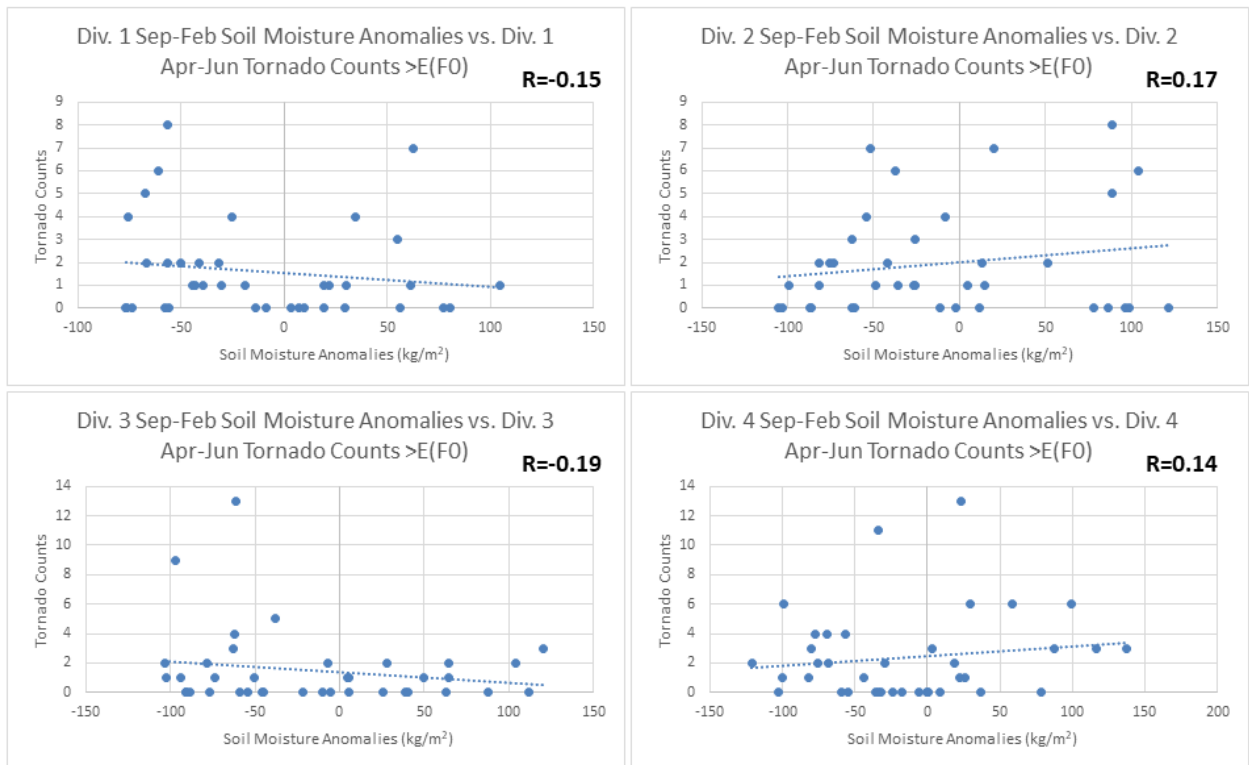 Div. 1 Sep-Feb Soil Moisture Anomalies vs. Div. 1
Apr-Jun Tornado Counts >E(F0)
R=-0.15
Tornado Counts
9
8
7
6
5
4
3
2
1
0
-100 -50 0 50 100 150
Soil Moisture Anomalies (kg/m²)
Div. 2 Sep-Feb Soil Moisture Anomalies vs. Div. 2
Apr-Jun Tornado Counts >E(F0)
R=0.17
Tornado Counts
9
8
7
6
5
4
3
2
1
0
-150 -100 -50 0 50 100 150
Soil Moisture Anomalies (kg/m²)
Div. 3 Sep-Feb Soil Moisture Anomalies vs. Div. 3
Apr-Jun Tornado Counts >E(F0)
R=-0.19
Tornado Counts
14
12
10
8
6
4
2
0
-150 -100 -50 0 50 100 150
Soil Moisture Anomalies (kg/m²)
Div. 4 Sep-Feb Soil Moisture Anomalies vs. Div. 4
Apr-Jun Tornado Counts >E(F0)
R=0.14
Tornado Counts
14
12
10
8
6
4
2
0
-150 -100 -50 0 50 100 150 200
Soil Moisture Anomalies (kg/m²)